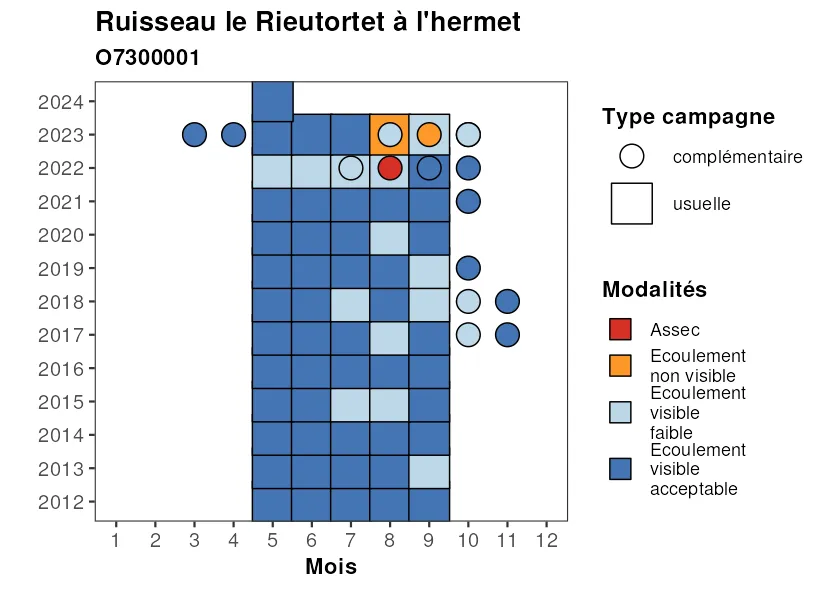 Ruisseau le Rieutortet à l'hermet
O7300001
2024
2023
2022
2021
2020
2019
2018
2017
2016
2015
2014
2013
2012
1 2 3 4 5 6 7 8 9 10 11 12
Mois
Type campagne
complémentaire
usuelle
Modalités
Assec
Ecoulement
non visible
Ecoulement
visible
faible
Ecoulement
visible
acceptable